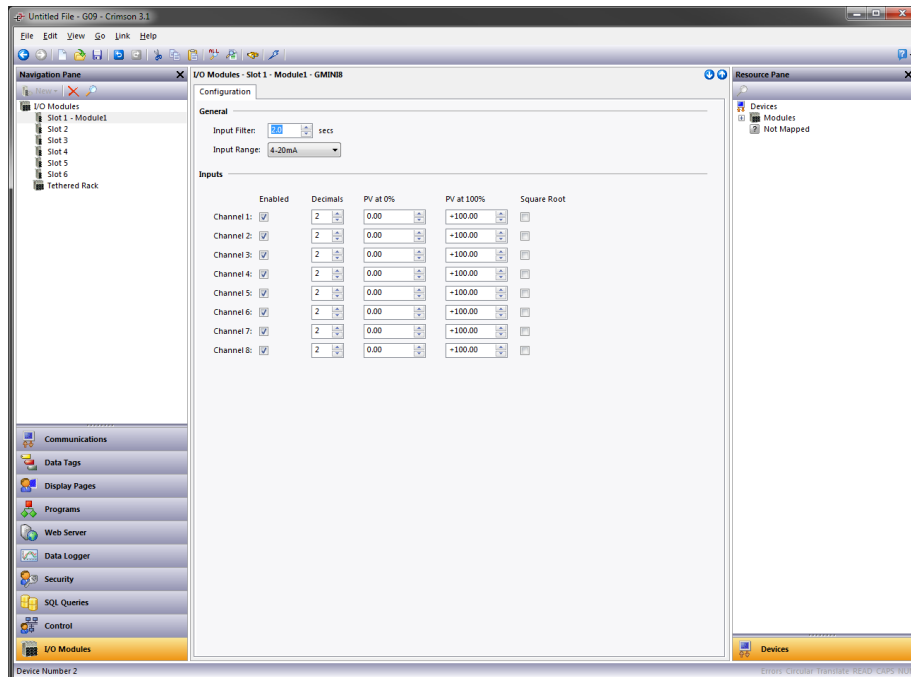 Untitled File - G09 - Crimson 3.1
File Edit View Go Link Help
Navigation Pane
New
I/O Modules
Slot 1 - Module1
Slot 2
Slot 3
Slot 4
Slot 5
Slot 6
Tethered Rack
Communications
Data Tags
Display Pages
Programs
Web Server
Data Logger
Security
SQL Queries
Control
I/O Modules
I/O Modules - Slot 1 - Module1 - GMINI8
Configuration
General
Input Filter: 2.0 secs
Input Range: 4-20mA
Inputs
Enabled Decimals PV at 0% PV at 100% Square Root
Channel 1: 2 0.00 +100.00
Channel 2: 2 0.00 +100.00
Channel 3: 2 0.00 +100.00
Channel 4: 2 0.00 +100.00
Channel 5: 2 0.00 +100.00
Channel 6: 2 0.00 +100.00
Channel 7: 2 0.00 +100.00
Channel 8: 2 0.00 +100.00
Resource Pane
Devices
Modules
Not Mapped
Devices
Device Number 2
Errors Circular Translate READ CAPS